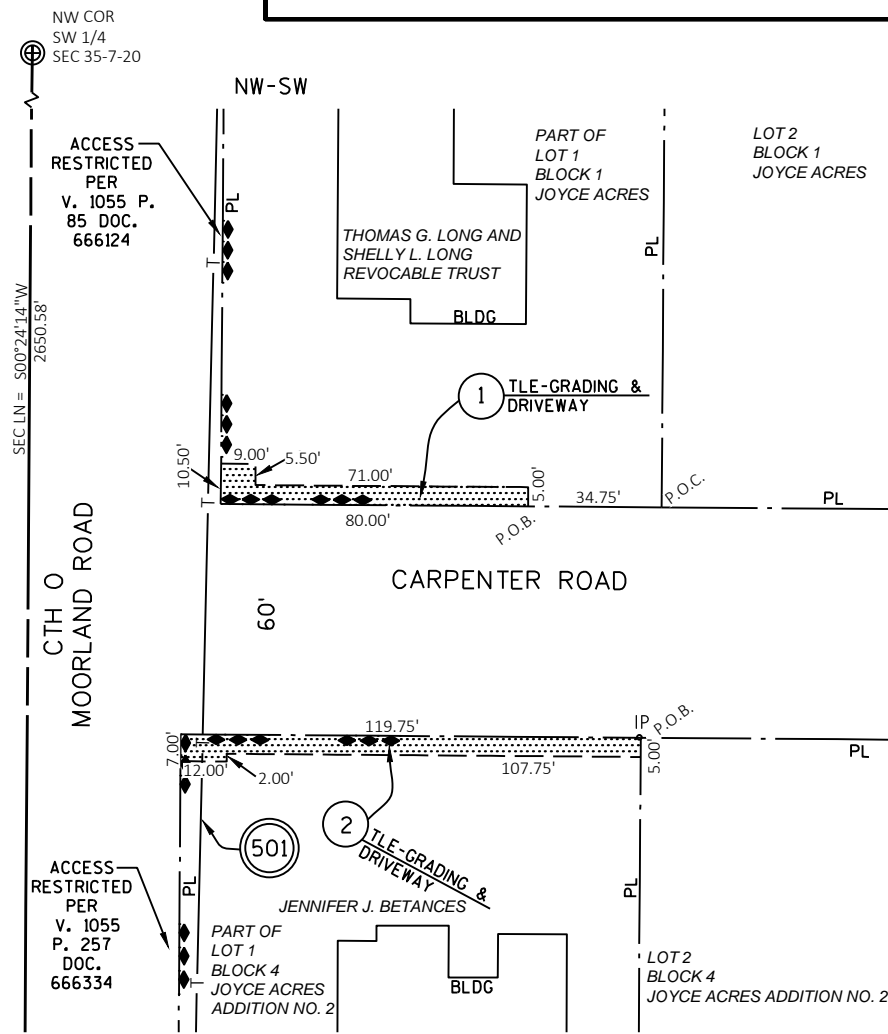 NW COR
SW 1/4
SEC 35-7-20
NW-SW
ACCESS
RESTRICTED
PER
V. 1055 P.
85 DOC.
666124
PL
T
SEC LN = S00°24'14"W
2650.58'
PART OF
LOT 1
BLOCK 1
JOYCE ACRES
LOT 2
BLOCK 1
JOYCE ACRES
THOMAS G. LONG AND
SHELLY L. LONG
REVOCABLE TRUST
PL
BLDG
1
TLE-GRADING &
DRIVEWAY
10.50'
9.00'
5.50'
71.00'
5.00'
34.75'
P.O.C.
PL
T
80.00'
P.O.B.
CTH O
MOORLAND ROAD
CARPENTER ROAD
60'
119.75'
IP
P.O.B.
7.00'
T
12.00'
2.00'
107.75'
5.00'
PL
501
2
TLE-GRADING &
DRIVEWAY
ACCESS
RESTRICTED
PER
V. 1055
P. 257
DOC.
666334
PL
PL
JENNIFER J. BETANCES
PART OF
LOT 1
BLOCK 4
JOYCE ACRES
ADDITION NO. 2
T
BLDG
LOT 2
BLOCK 4
JOYCE ACRES ADDITION NO. 2